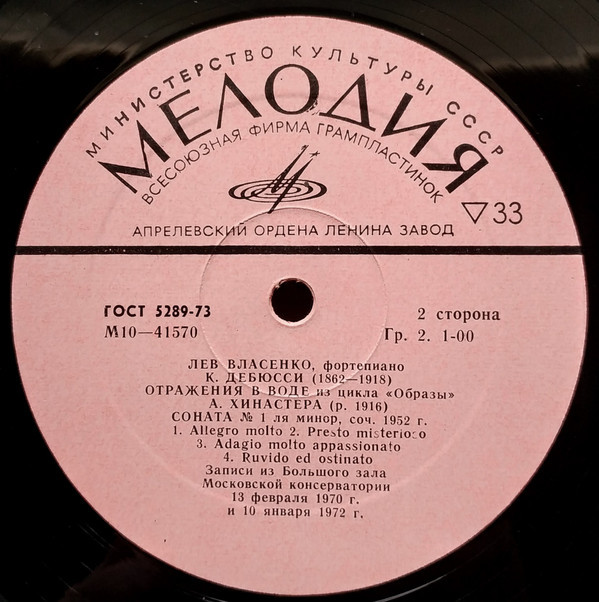 МИНИСТЕРСТВО КУЛЬТУРЫ СССР
МЕЛОДИЯ
ВСЕСОЮЗНАЯ ФИРМА ГРАМПЛАСТИНОК
▽33
АПРЕЛЕВСКИЙ ОРДЕНА ЛЕНИНА ЗАВОД
ГОСТ 5289-73
2 сторона
М10—41570
Гр. 2. 1-00
ЛЕВ ВЛАСЕНКО, фортепиано
К. ДЕБЮССИ (1862—1918)
ОТРАЖЕНИЯ В ВОДЕ из цикла «Образы»
А. ХИНАСТЕРА (р. 1916)
СОНАТА № 1 ля минор, соч. 1952 г.
1. Allegro molto 2. Presto misterioso
3. Adagio molto appassionato
4. Ruvido ed ostinato
Записи из Большого зала
Московской консерватории
13 февраля 1970 г.
и 10 января 1972 г.